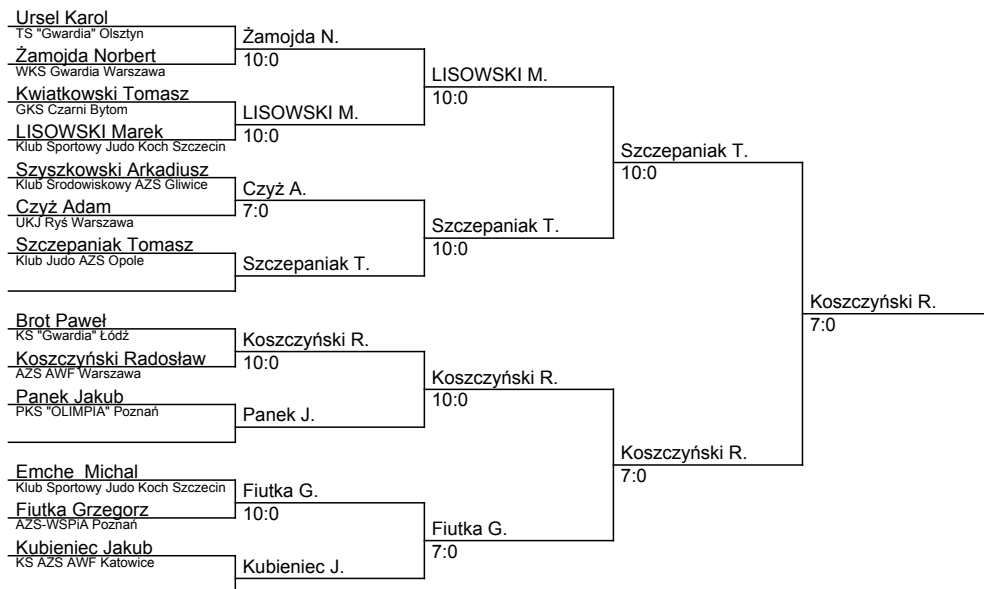 Ursel Karol
TS "Gwardia" Olsztyn
Żamojda Norbert
WKS Gwardia Warszawa
Kwiatkowski Tomasz
GKS Czarni Bytom
LISOWSKI Marek
Klub Sportowy Judo Koch Szczecin
Szyszkowski Arkadiusz
Klub Środowiskowy AZS Gliwice
Czyż Adam
UKJ Ryś Warszawa
Szczepaniak Tomasz
Klub Judo AZS Opole
Brot Paweł
KS "Gwardia" Łódź
Koszczyński Radosław
AZS AWF Warszawa
Panek Jakub
PKS "OLIMPIA" Poznań
Emche  Michal
Klub Sportowy Judo Koch Szczecin
Fiutka Grzegorz
AZS-WSPiA Poznań
Kubieniec Jakub
KS AZS AWF Katowice
Żamojda N.
10:0
LISOWSKI M.
10:0
Czyż A.
7:0
Szczepaniak T.
Koszczyński R.
10:0
Panek J.
Fiutka G.
10:0
Kubieniec J.
LISOWSKI M.
10:0
Szczepaniak T.
10:0
Koszczyński R.
10:0
Fiutka G.
7:0
Szczepaniak T.
10:0
Koszczyński R.
7:0
Koszczyński R.
7:0